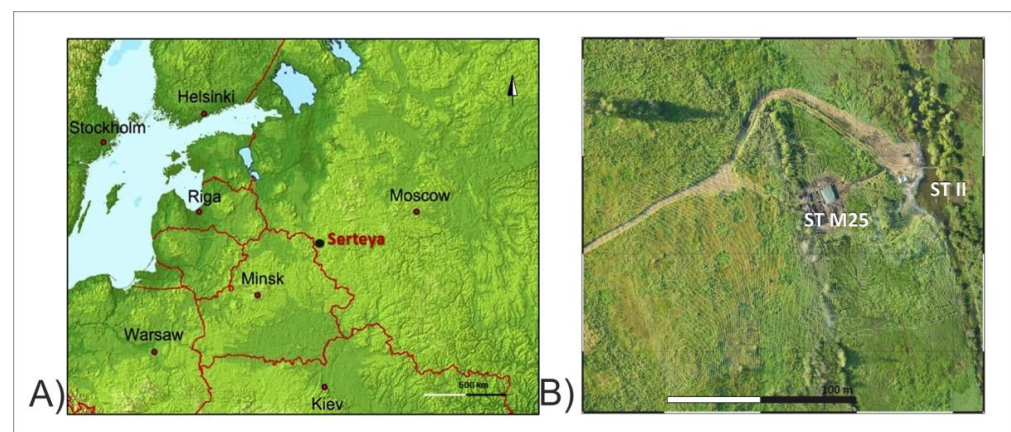 Helsinki
Stockholm
Riga
Moscow
Serteya
Minsk
Warsaw
500 km
Kiev
A)
ST II
ST M25
100 m
B)